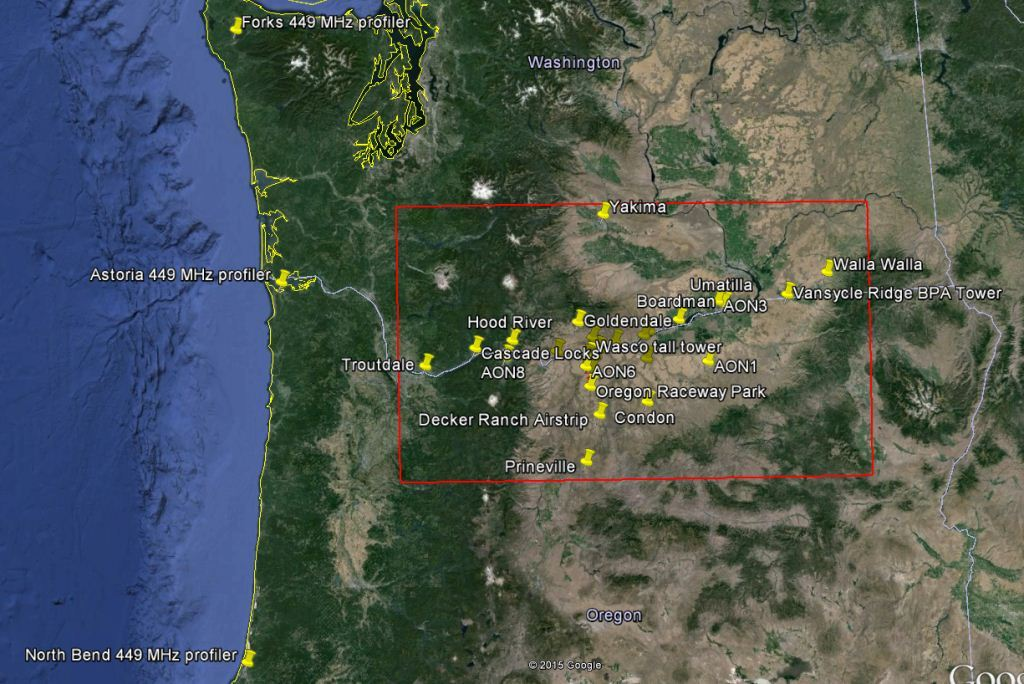 Forks 449 MHz profiler
Washington
Yakima
Astoria 449 MHz profiler
Walla Walla
Umatilla
Vansycle Ridge BPA Tower
Boardman
AON3
Hood River
Goldendale
Cascade Locks
Wasco tall tower
Troutdale
AON8
AON6
AON1
Oregon Raceway Park
Decker Ranch Airstrip
Condon
Prineville
Oregon
North Bend 449 MHz profiler
© 2015 Google
Goo